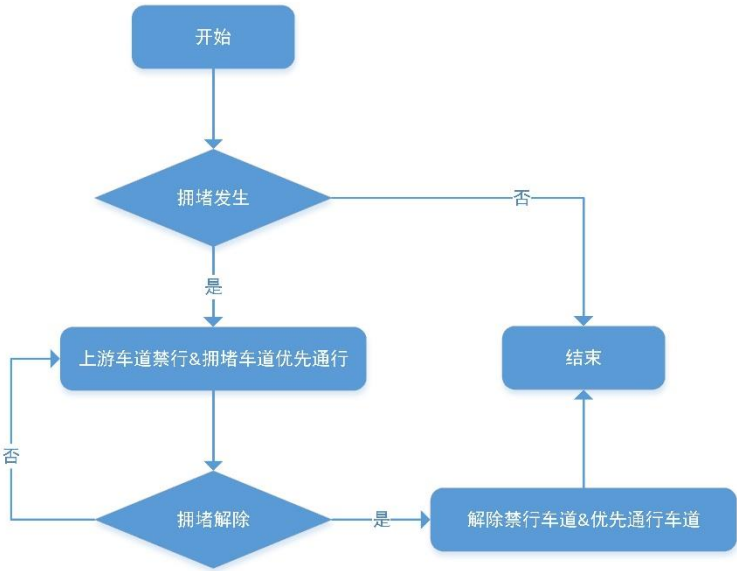 开始
拥堵发生
否
是
上游车道禁行&拥堵车道优先通行
结束
否
拥堵解除
是
解除禁行车道&优先通行车道